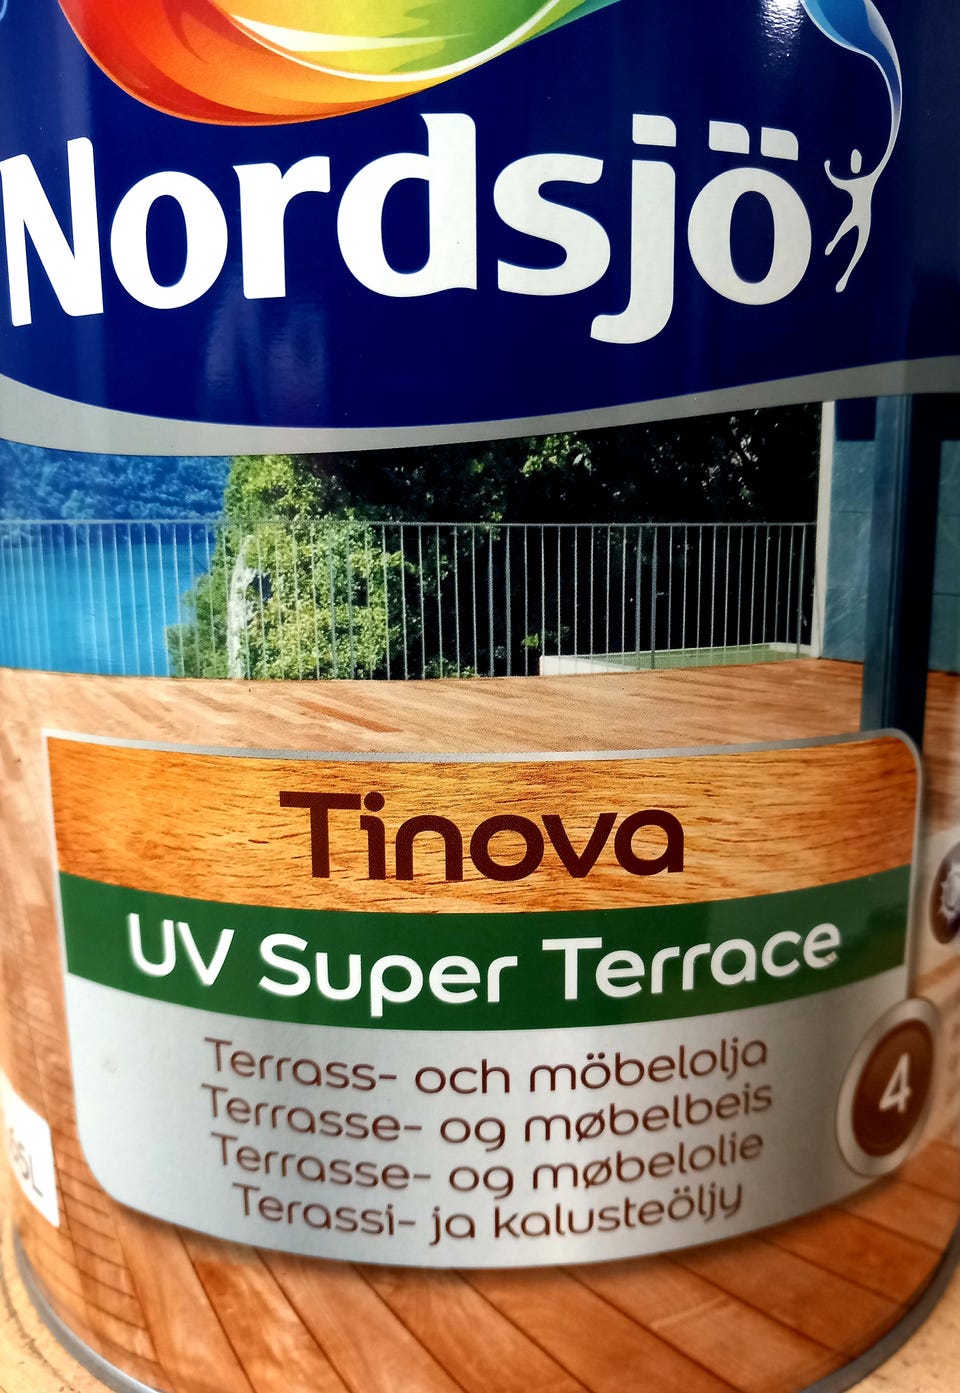 Nordsjö
Tinova
UV Super Terrace
Terrass- och möbelolja
Terrasse- og møbelbeis
Terrasse- og møbelolie
Terassi- ja kalusteöljy
4